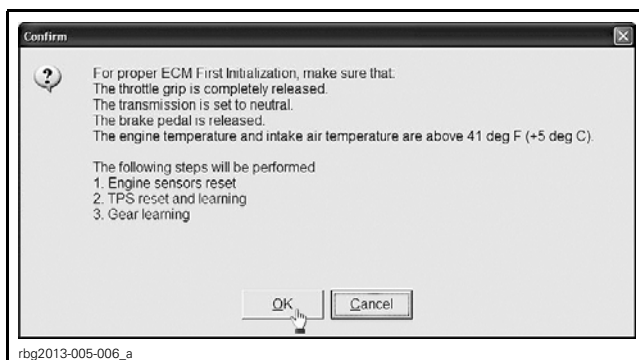 Confirm
For proper ECM First Initialization, make sure that:
The throttle grip is completely released.
The transmission is set to neutral.
The brake pedal is released.
The engine temperature and intake air temperature are above 41 deg F (+5 deg C).
The following steps will be performed
1. Engine sensors reset
2. TPS reset and learning
3. Gear learning
OK
Cancel
rbg2013-005-006_a